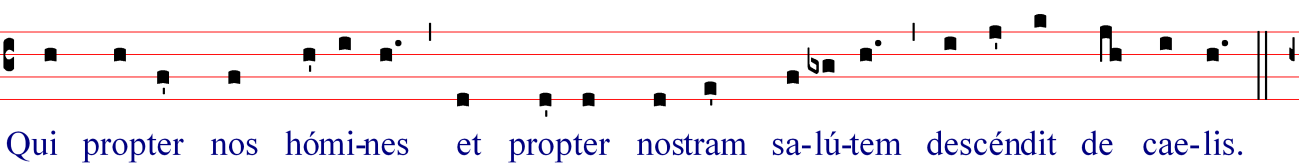 Qui propter nos hómi-nes et propter nostram sa-lú-tem descéndit de cae-lis.